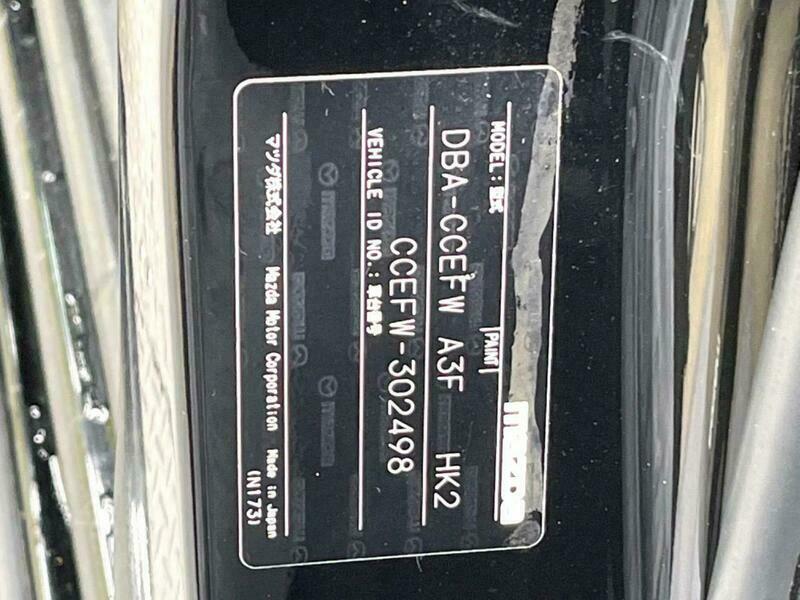 mazda
MODEL:型式 PAINT
DBA-CCEFW A3F HK2
VEHICLE ID NO.:車台番号
CCEFW-302498
マツダ株式会社 Mazda Motor Corporation Made in Japan
(N173)